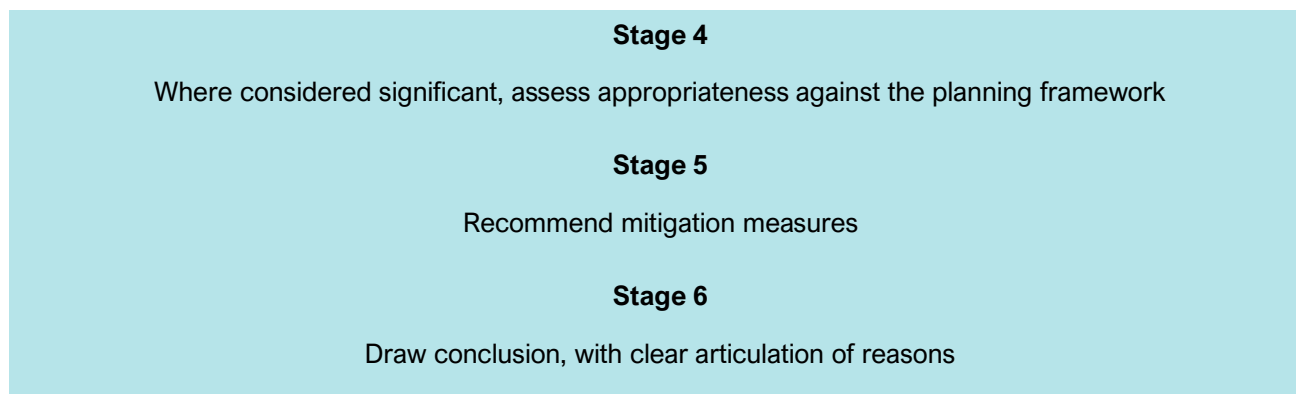 Stage 4
Where considered significant, assess appropriateness against the planning framework
Stage 5
Recommend mitigation measures
Stage 6
Draw conclusion, with clear articulation of reasons